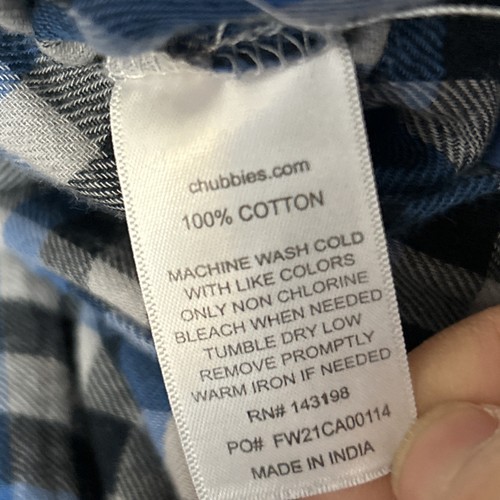 chubbies.com
100% COTTON
MACHINE WASH COLD
WITH LIKE COLORS
ONLY NON CHLORINE
BLEACH WHEN NEEDED
TUMBLE DRY LOW
REMOVE PROMPTLY
WARM IRON IF NEEDED
RN# 143198
PO# FW21CA00114
MADE IN INDIA